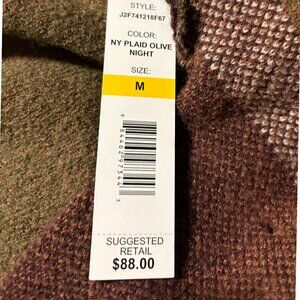 STYLE:
J2F741218F67
COLOR:
NY PLAID OLIVE
NIGHT
SIZE:
M
SUGGESTED
RETAIL
$88.00